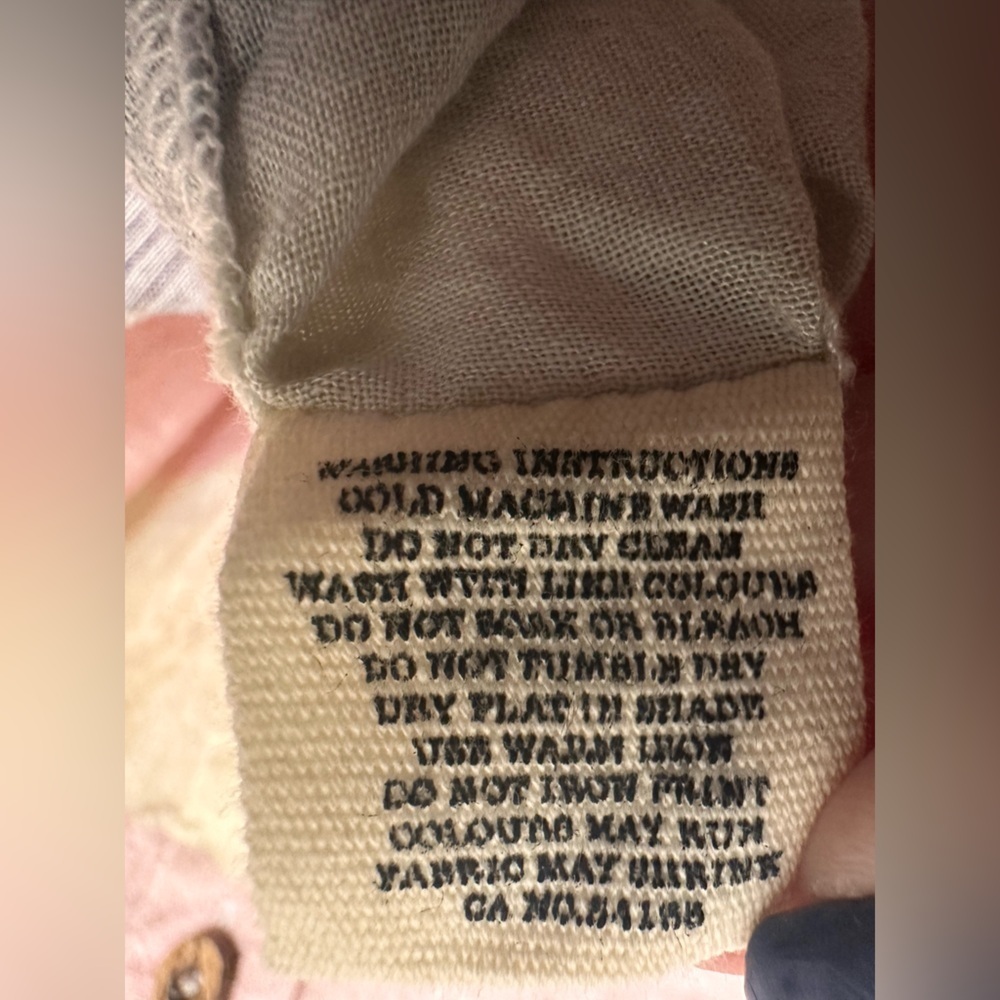 WASHING INSTRUCTIONS
COLD MACHINE WASH
DO NOT DRY CLEAN
WASH WITH LIKE COLOURS
DO NOT SOAK OR BLEACH
DO NOT TUMBLE DRY
DRY FLAT IN SHADE
USE WARM IRON
DO NOT IRON PRINT
COLOURS MAY RUN
FABRIC MAY SHRINK
CA NO.